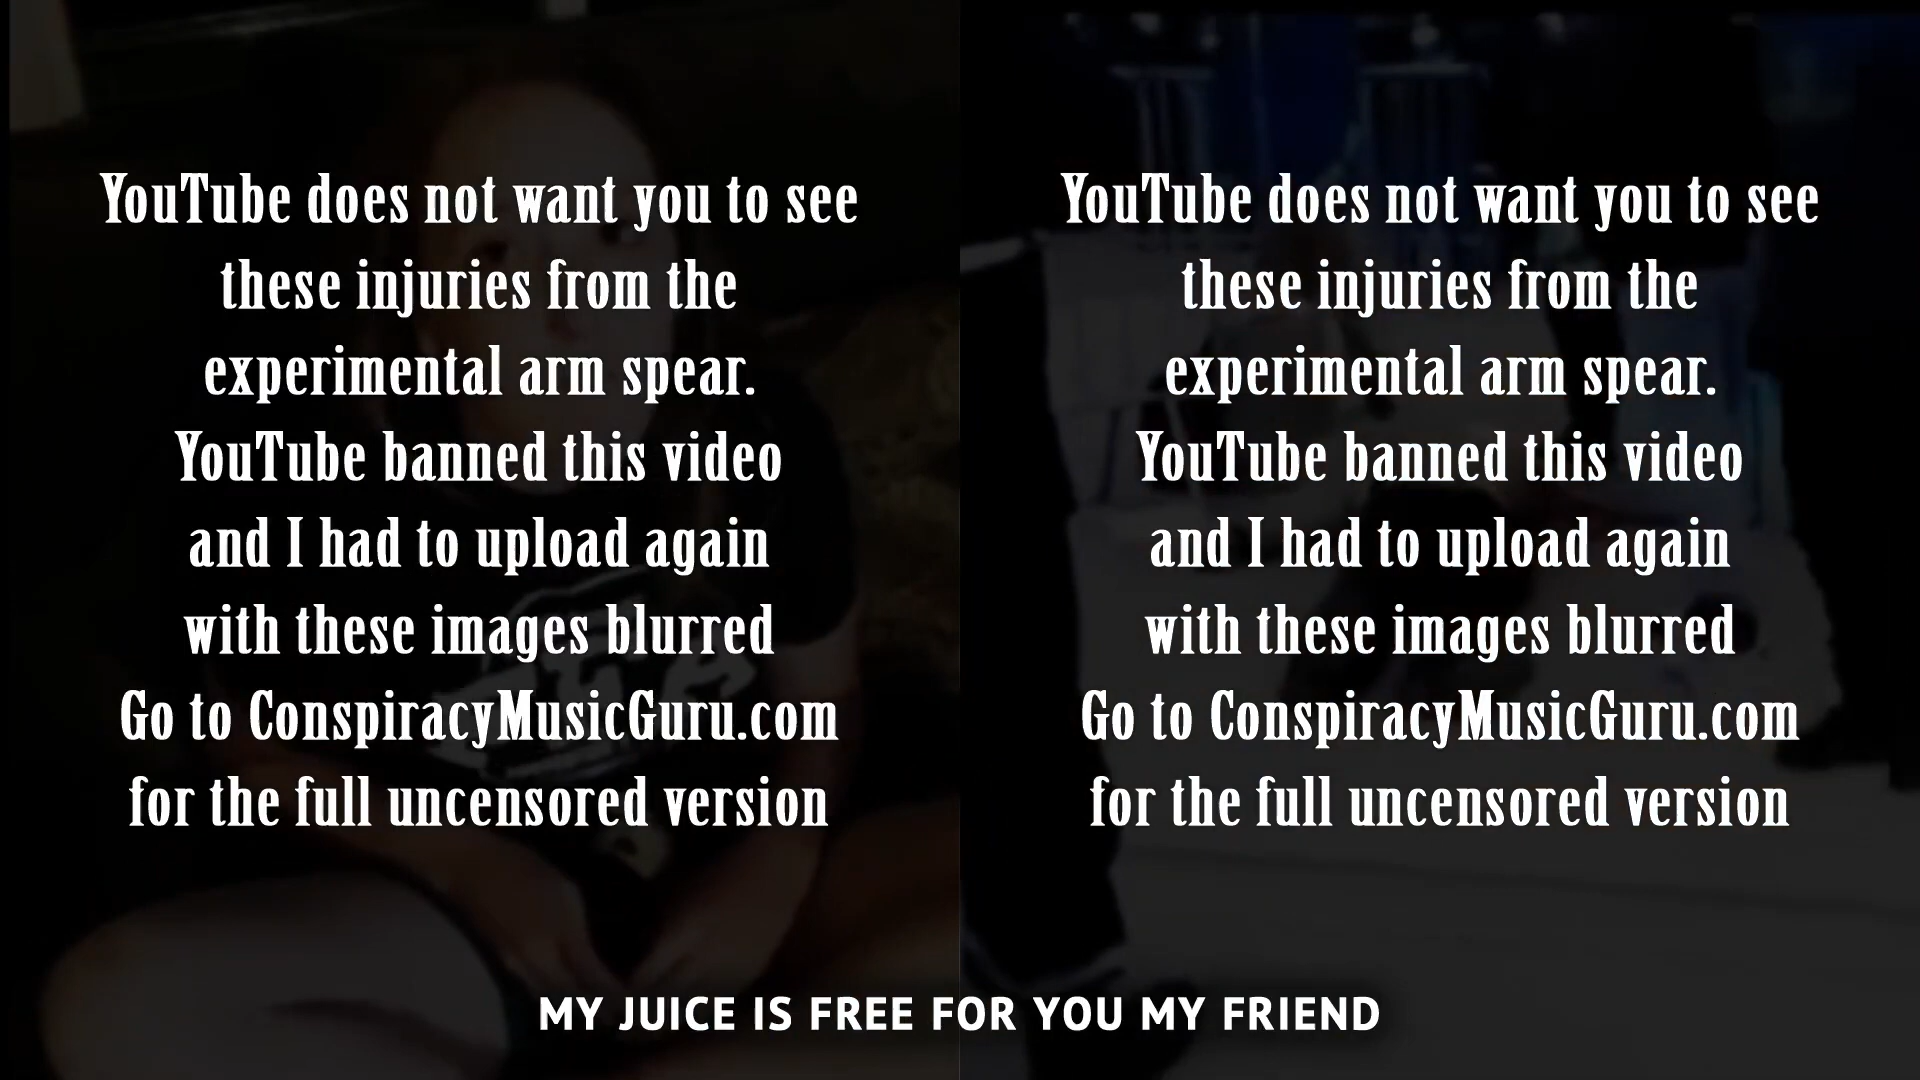 YouTube does not want you to see
these injuries from the
experimental arm spear.
YouTube banned this video
and I had to upload again
with these images blurred
Go to ConspiracyMusicGuru.com
for the full uncensored version
YouTube does not want you to see
these injuries from the
experimental arm spear.
YouTube banned this video
and I had to upload again
with these images blurred
Go to ConspiracyMusicGuru.com
for the full uncensored version
MY JUICE IS FREE FOR YOU MY FRIEND